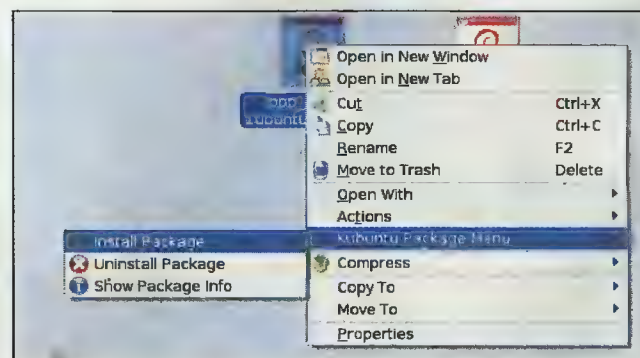 Open in New Window
Open in New Tab
Cut Ctrl+X
Copy Ctrl+C
Rename F2
Move to Trash Delete
Open With
Actions
Kubuntu Package Menu
Install Package
Uninstall Package
Show Package Info
Compress
Copy To
Move To
Properties